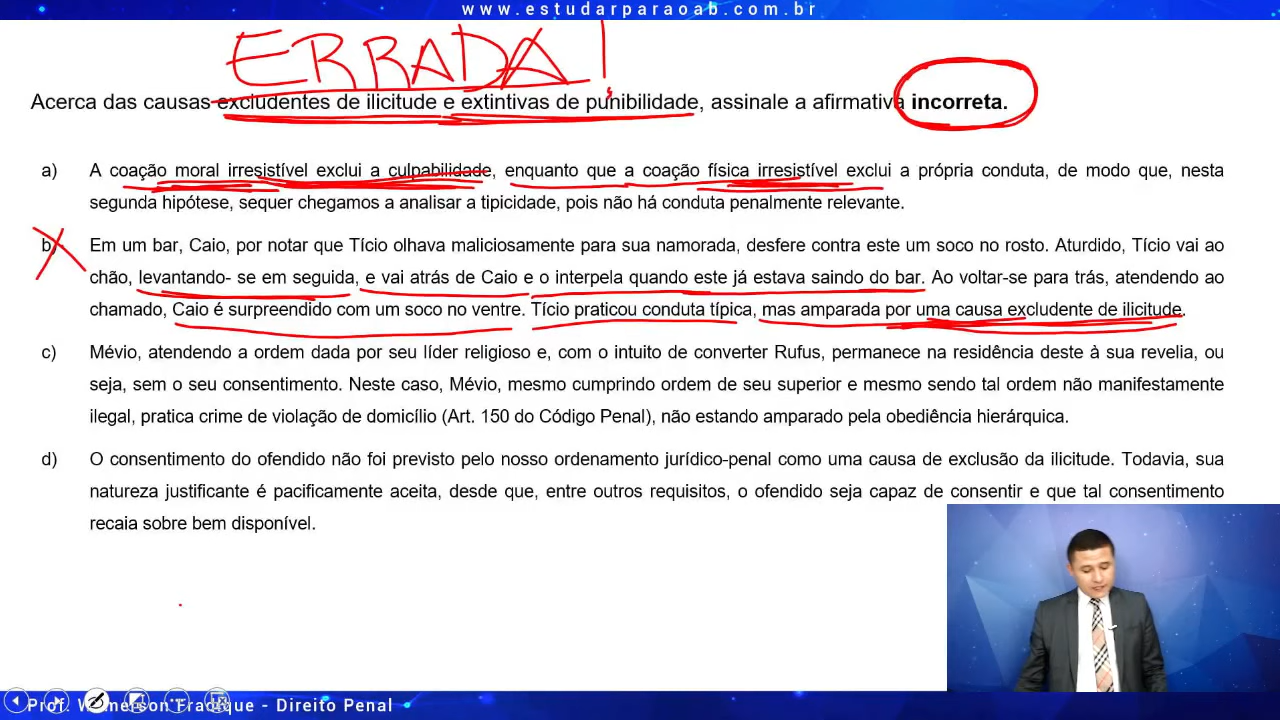 www.estudarparaoab.com.br
ERRADA!
Acerca das causas excludentes de ilicitude e extintivas de punibilidade, assinale a afirmativa incorreta.
a) A coação moral irresistível exclui a culpabilidade, enquanto que a coação física irresistível exclui a própria conduta, de modo que, nesta
segunda hipótese, sequer chegamos a analisar a tipicidade, pois não há conduta penalmente relevante.
b) Em um bar, Caio, por notar que Tício olhava maliciosamente para sua namorada, desfere contra este um soco no rosto. Aturdido, Tício vai ao
chão, levantando- se em seguida, e vai atrás de Caio e o interpela quando este já estava saindo do bar. Ao voltar-se para trás, atendendo ao
chamado, Caio é surpreendido com um soco no ventre. Tício praticou conduta típica, mas amparada por uma causa excludente de ilicitude.
c) Mévio, atendendo a ordem dada por seu líder religioso e, com o intuito de converter Rufus, permanece na residência deste à sua revelia, ou
seja, sem o seu consentimento. Neste caso, Mévio, mesmo cumprindo ordem de seu superior e mesmo sendo tal ordem não manifestamente
ilegal, pratica crime de violação de domicílio (Art. 150 do Código Penal), não estando amparado pela obediência hierárquica.
d) O consentimento do ofendido não foi previsto pelo nosso ordenamento jurídico-penal como uma causa de exclusão da ilicitude. Todavia, sua
natureza justificante é pacificamente aceita, desde que, entre outros requisitos, o ofendido seja capaz de consentir e que tal consentimento
recaia sobre bem disponível.
Prof. - Direito Penal